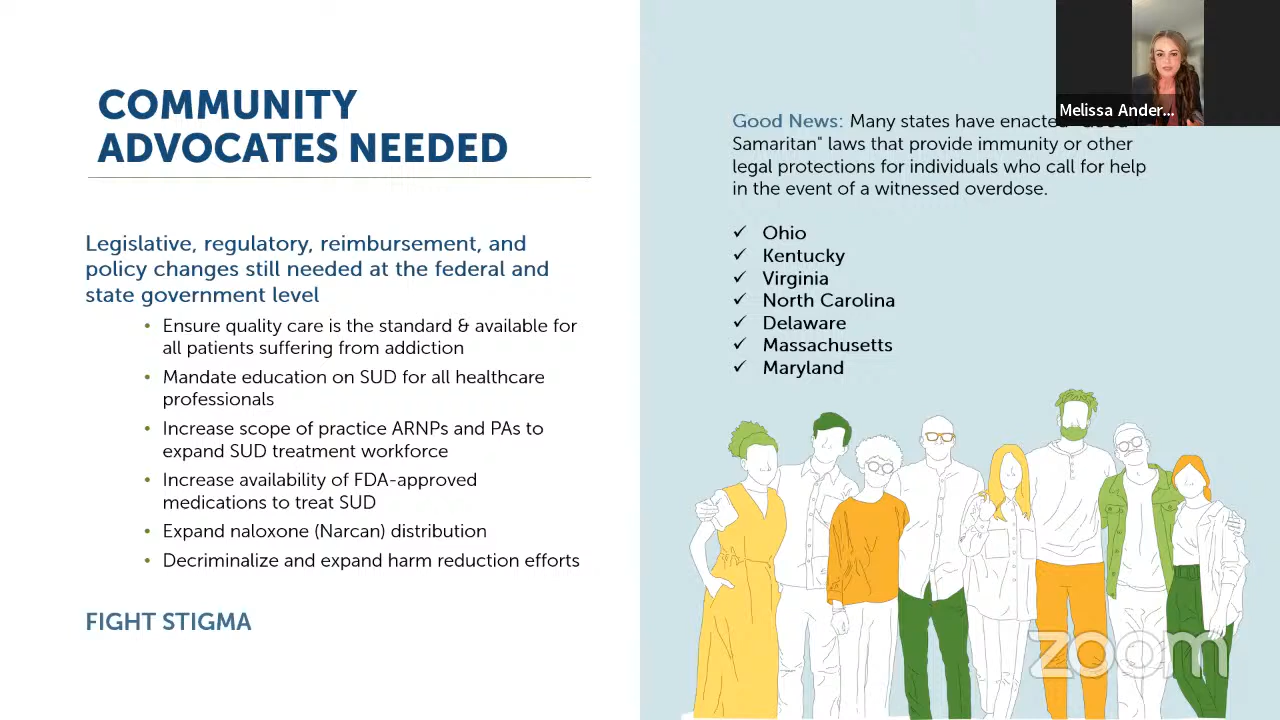 COMMUNITY
ADVOCATES NEEDED
Legislative, regulatory, reimbursement, and
policy changes still needed at the federal and
state government level
• Ensure quality care is the standard & available for
all patients suffering from addiction
• Mandate education on SUD for all healthcare
professionals
• Increase scope of practice ARNPs and PAs to
expand SUD treatment workforce
• Increase availability of FDA-approved
medications to treat SUD
• Expand naloxone (Narcan) distribution
• Decriminalize and expand harm reduction efforts
FIGHT STIGMA
Melissa Ander...
Good News: Many states have enacted
Samaritan" laws that provide immunity or other
legal protections for individuals who call for help
in the event of a witnessed overdose.
✓ Ohio
✓ Kentucky
✓ Virginia
✓ North Carolina
✓ Delaware
✓ Massachusetts
✓ Maryland
zoom